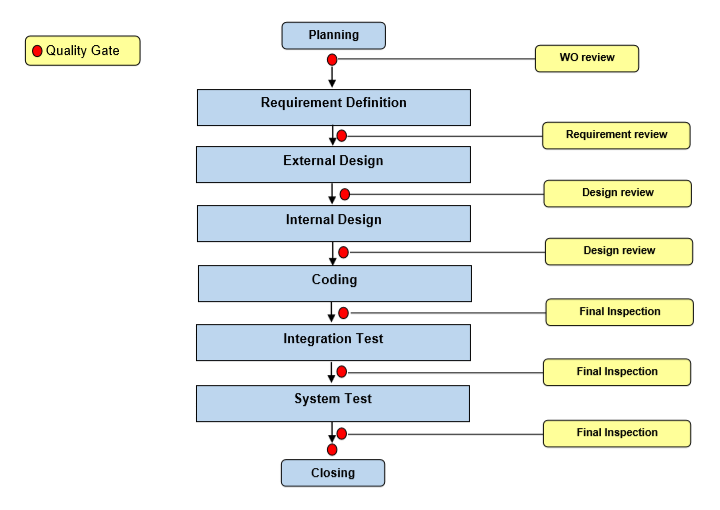 Planning
Quality Gate
WO review
Requirement Definition
Requirement review
External Design
Design review
Internal Design
Design review
Coding
Final Inspection
Integration Test
Final Inspection
System Test
Final Inspection
Closing